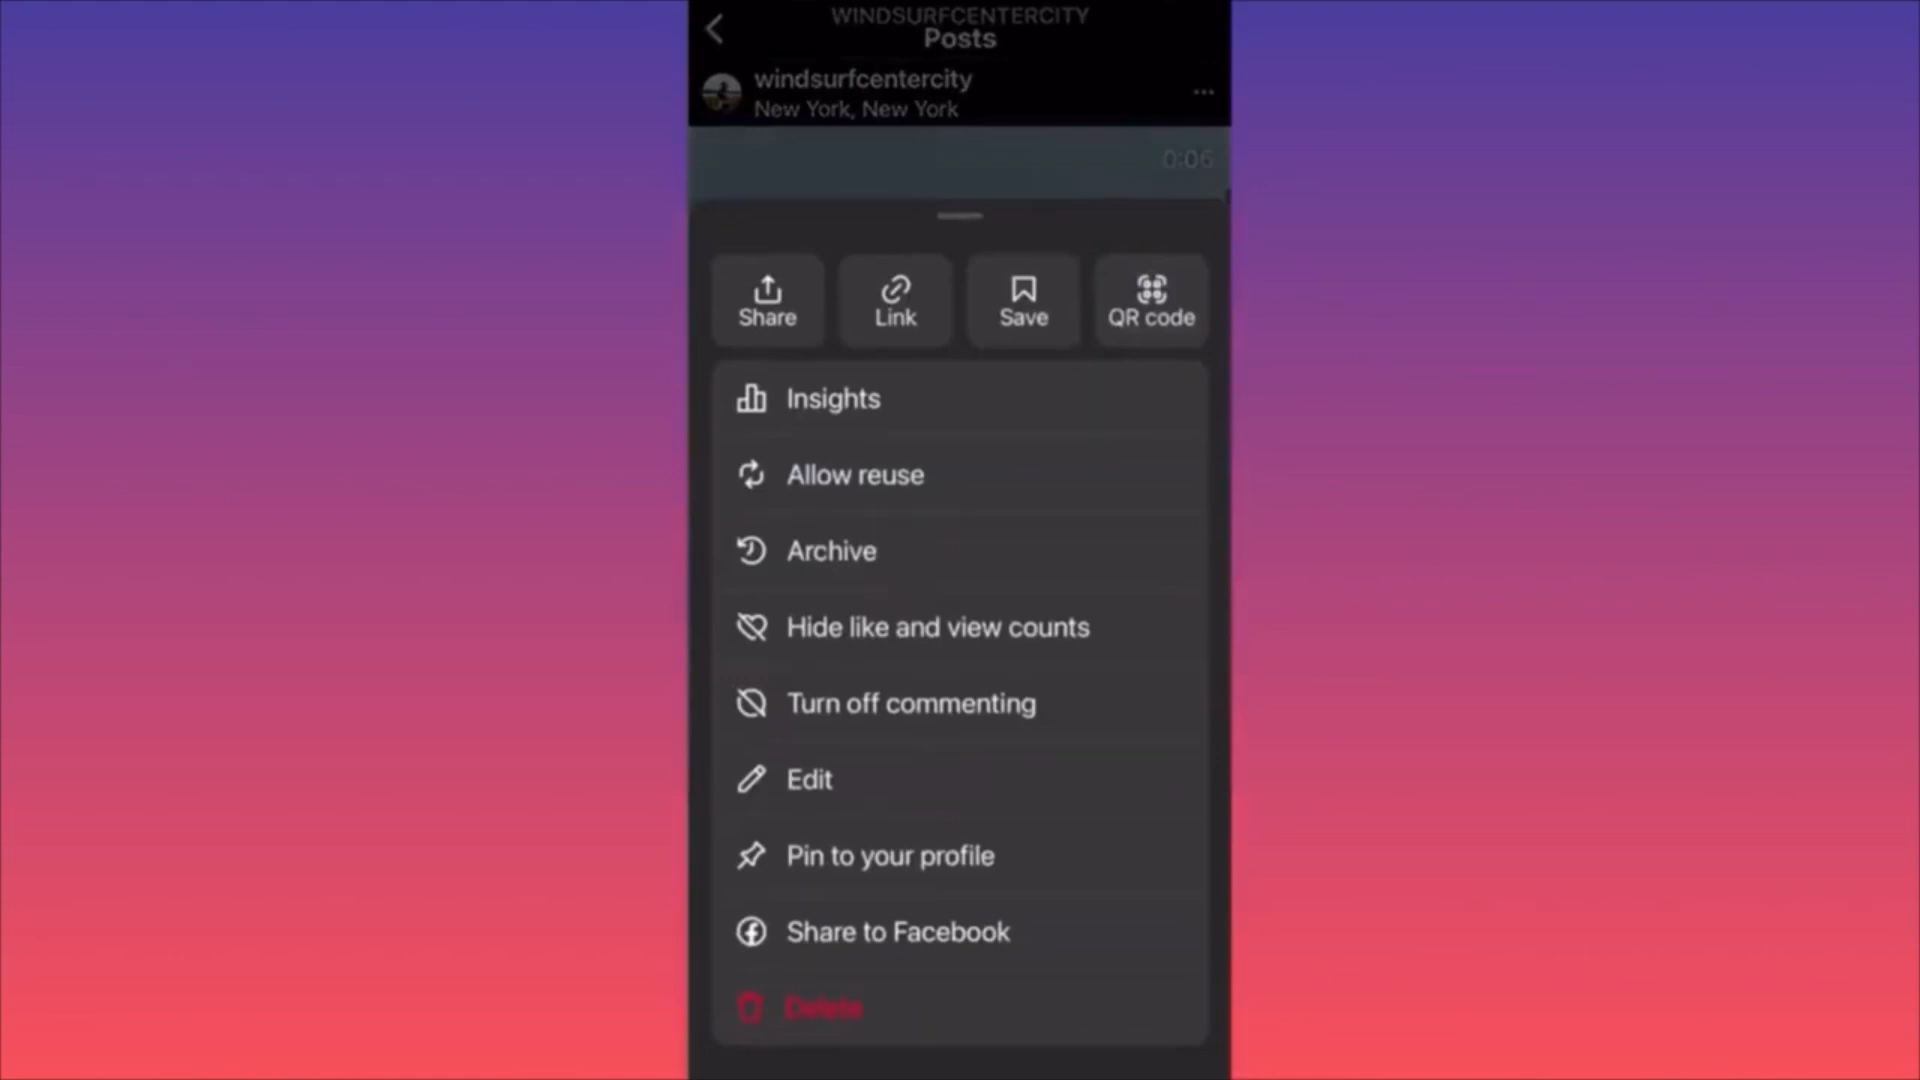 WINDSURFCENTERCITY
Posts
windsurfcentercity
New York, New York
0:06
Share
Link
Save
QR code
Insights
Allow reuse
Archive
Hide like and view counts
Turn off commenting
Edit
Pin to your profile
Share to Facebook
Delete